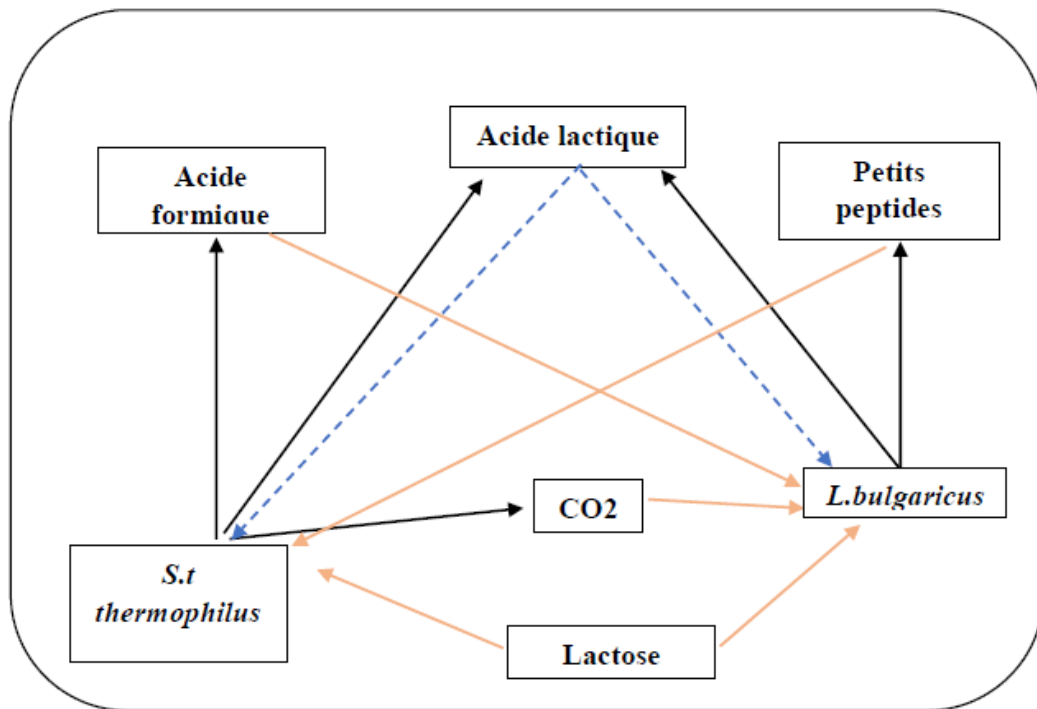 Acide lactique
Acide
formique
Petits
peptides
L.bulgaricus
CO2
S.t
thermophilus
Lactose